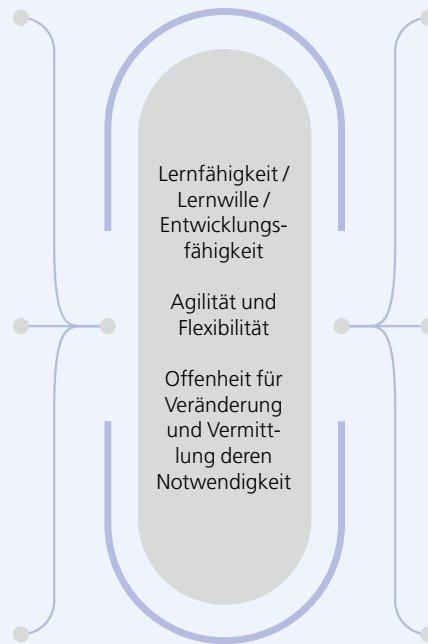 Lernfähigkeit /
Lernwille /
Entwicklungs-
fähigkeit
Agilität und
Flexibilität
Offenheit für
Veränderung
und Vermitt-
lung deren
Notwendigkeit